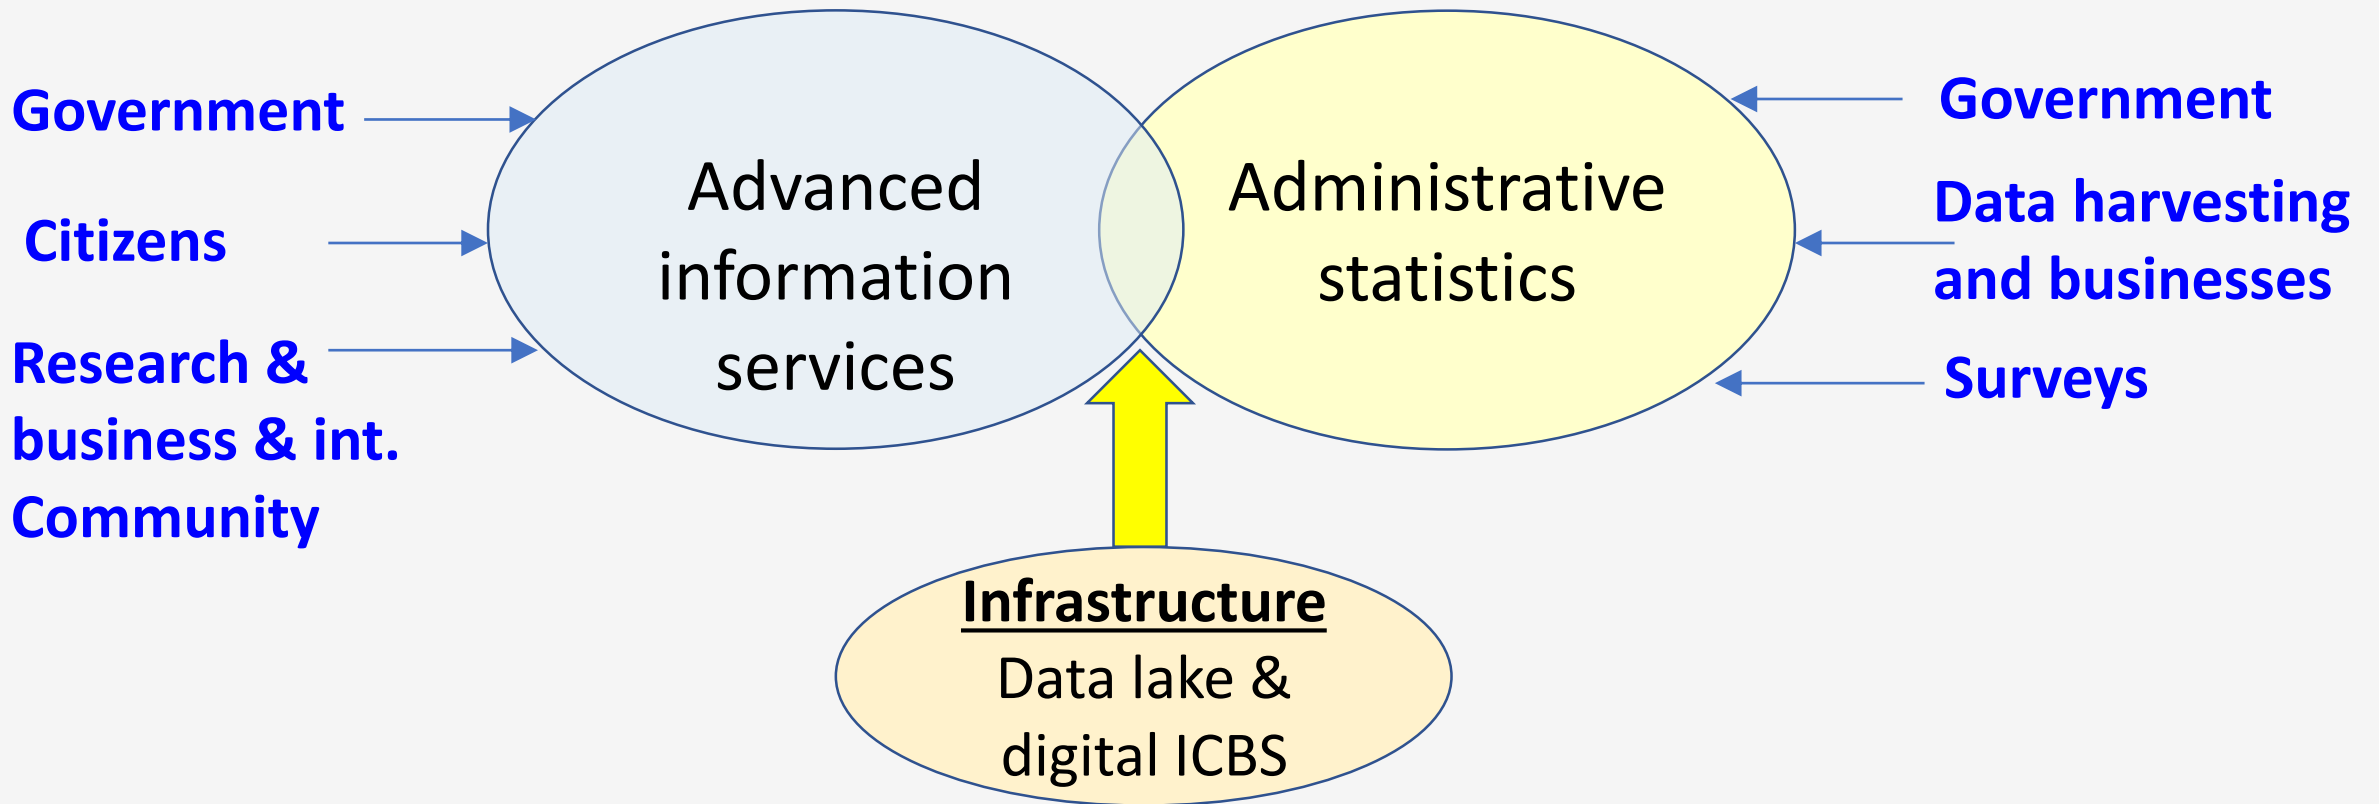 Government
Citizens
Research &
business & int.
Community
Advanced
information
services
Administrative
statistics
Government
Data harvesting
and businesses
Surveys
Infrastructure
Data lake &
digital ICBS